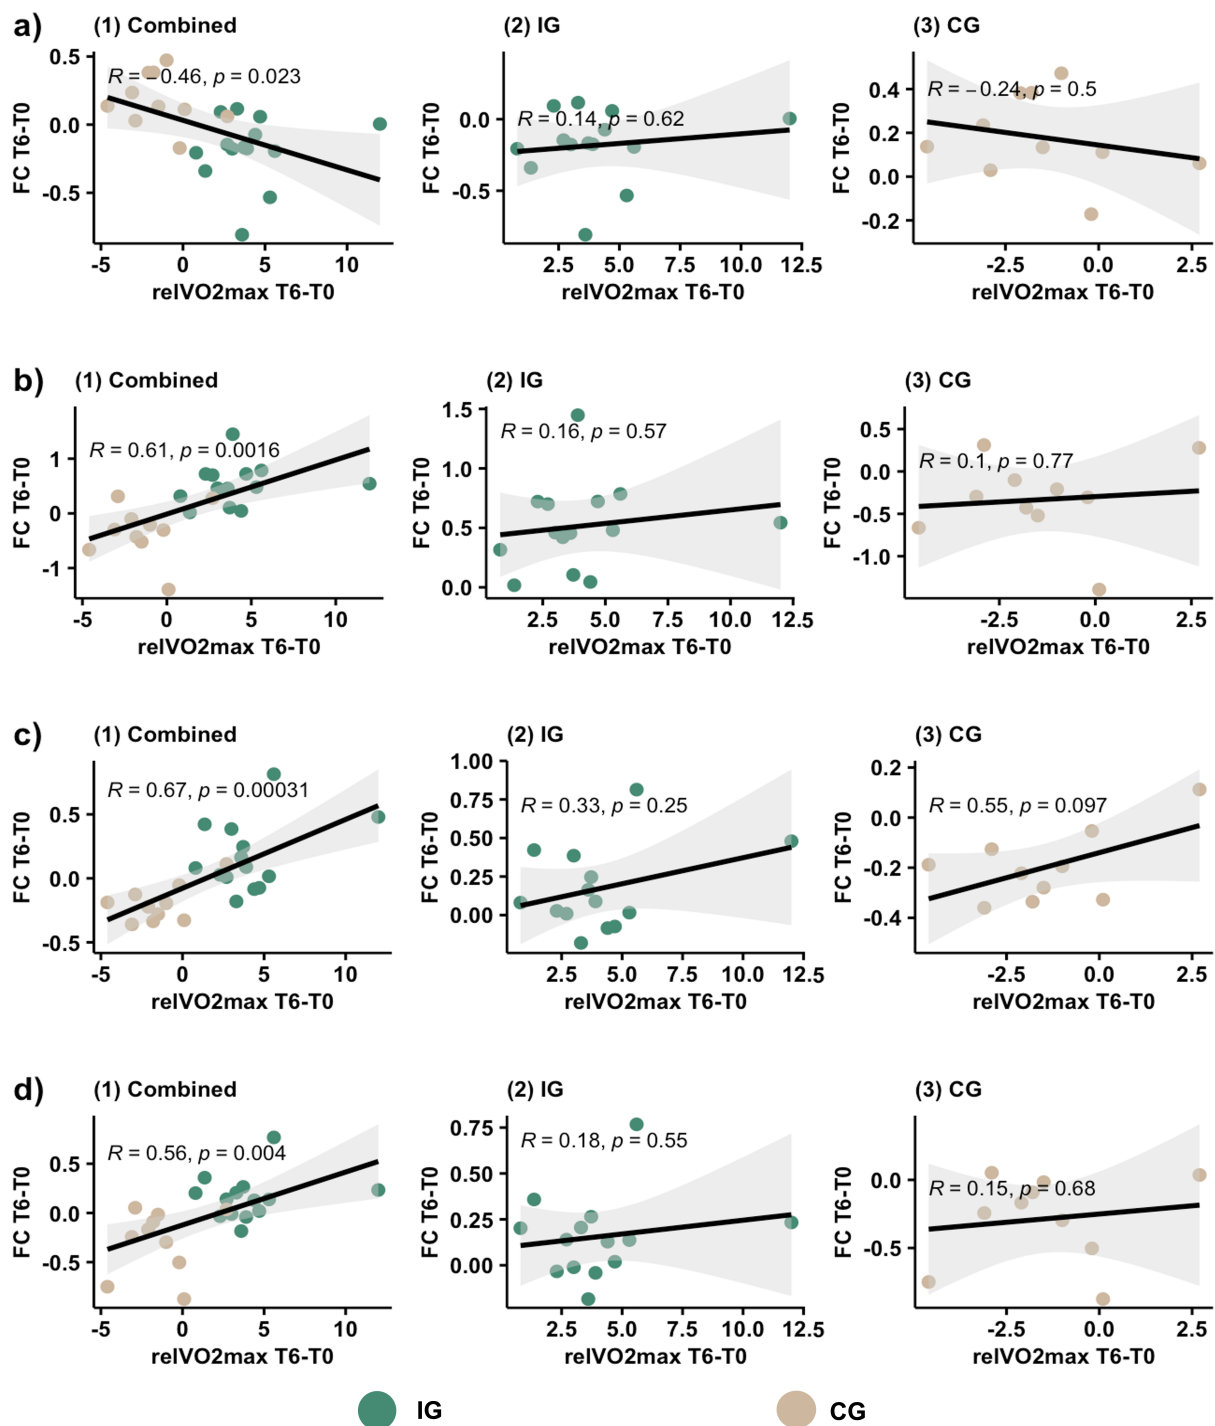 a) (1) Combined (2) IG (3) CG
R = −0.46, p = 0.023
FC T6-T0
0.5
0.0
-0.5
-5 0 5 10
relVO2max T6-T0
R = 0.14, p = 0.62
FC T6-T0
0.0
-0.5
2.5 5.0 7.5 10.0 12.5
relVO2max T6-T0
R = −0.24, p = 0.5
FC T6-T0
0.4
0.2
0.0
-0.2
-2.5 0.0 2.5
relVO2max T6-T0
b) (1) Combined (2) IG (3) CG
R = 0.61, p = 0.0016
FC T6-T0
1
0
-1
-5 0 5 10
relVO2max T6-T0
R = 0.16, p = 0.57
FC T6-T0
1.5
1.0
0.5
0.0
2.5 5.0 7.5 10.0 12.5
relVO2max T6-T0
R = 0.1, p = 0.77
FC T6-T0
0.5
0.0
-0.5
-1.0
-2.5 0.0 2.5
relVO2max T6-T0
c) (1) Combined (2) IG (3) CG
R = 0.67, p = 0.00031
FC T6-T0
0.5
0.0
-0.5
-5 0 5 10
relVO2max T6-T0
R = 0.33, p = 0.25
FC T6-T0
1.00
0.75
0.50
0.25
0.00
2.5 5.0 7.5 10.0 12.5
relVO2max T6-T0
R = 0.55, p = 0.097
FC T6-T0
0.2
0.0
-0.2
-0.4
-2.5 0.0 2.5
relVO2max T6-T0
d) (1) Combined (2) IG (3) CG
R = 0.56, p = 0.004
FC T6-T0
0.5
0.0
-0.5
-5 0 5 10
relVO2max T6-T0
R = 0.18, p = 0.55
FC T6-T0
0.75
0.50
0.25
0.00
2.5 5.0 7.5 10.0 12.5
relVO2max T6-T0
R = 0.15, p = 0.68
FC T6-T0
0.0
-0.5
-2.5 0.0 2.5
relVO2max T6-T0
IG CG